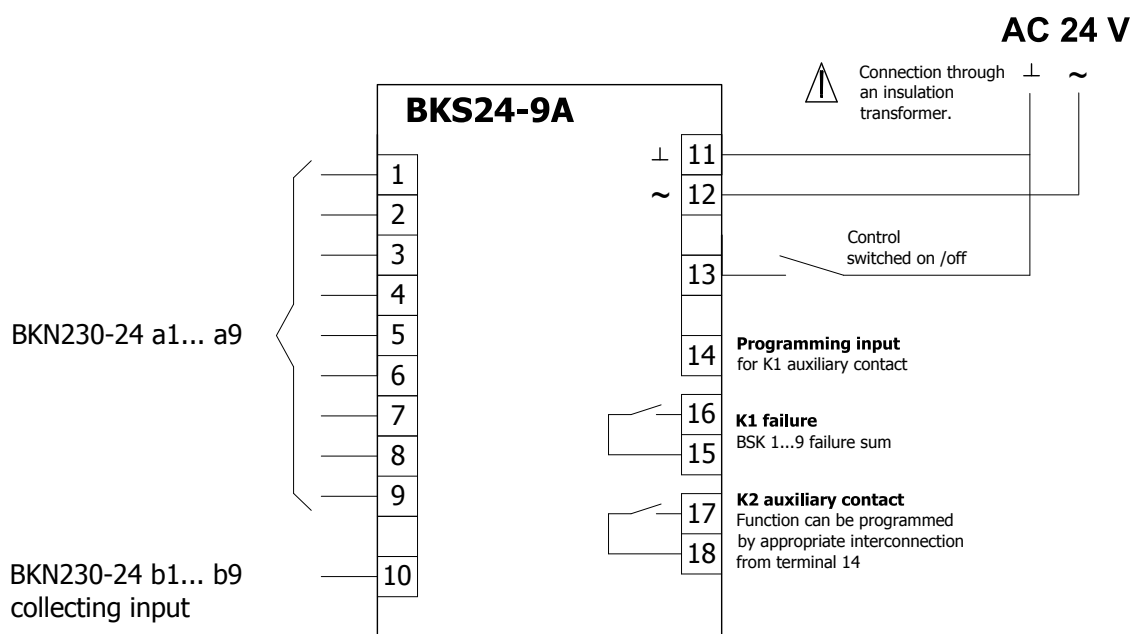 AC 24 V
Connection through
an insulation
transformer.
⊥ ~
BKS24-9A
1
2
3
4
5
6
7
8
9
10
BKN230-24 a1... a9
BKN230-24 b1... b9
collecting input
⊥ 11
~ 12
13
Control
switched on /off
14
Programming input
for K1 auxiliary contact
16
15
K1 failure
BSK 1...9 failure sum
17
18
K2 auxiliary contact
Function can be programmed
by appropriate interconnection
from terminal 14